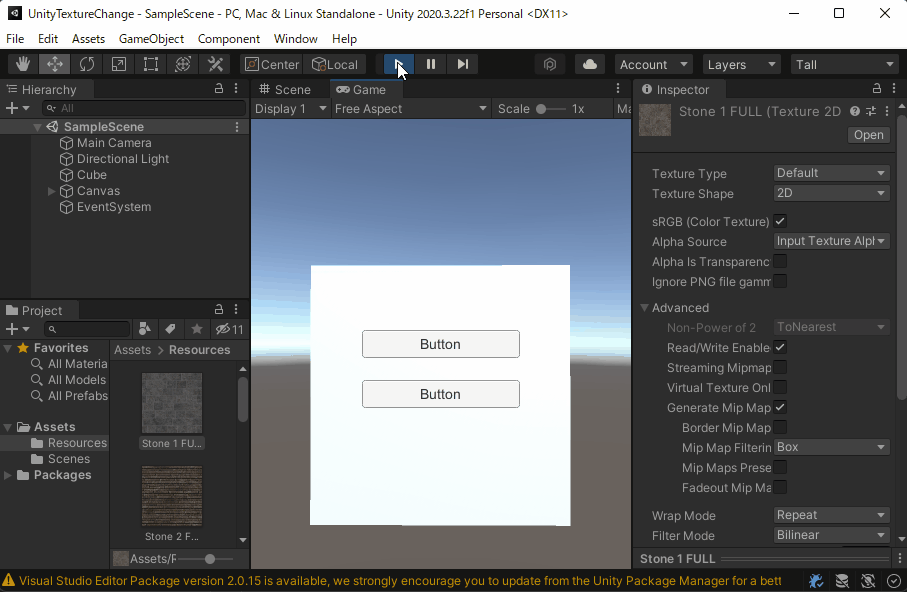 UnityTextureChange - SampleScene - PC, Mac & Linux Standalone - Unity 2020.3.22f1 Personal <DX11>
File Edit Assets GameObject Component Window Help
Center Local Account Layers Tall
Hierarchy
All
SampleScene
Main Camera
Directional Light
Cube
Canvas
EventSystem
Scene Game
Display 1 Free Aspect Scale 1x Ma
Button
Button
Project
11
Favorites
All Materia
All Models
All Prefabs
Assets
Resources
Scenes
Packages
Assets > Resources
Stone 1 FU...
Stone 2 F...
Assets/F
Inspector
Stone 1 FULL (Texture 2D
Open
Texture Type Default
Texture Shape 2D
sRGB (Color Texture)
Alpha Source Input Texture Alpl
Alpha Is Transparenc
Ignore PNG file gamm
Advanced
Non-Power of 2 ToNearest
Read/Write Enable
Streaming Mipmap
Virtual Texture Onl
Generate Mip Map
Border Mip Map
Mip Map Filterin Box
Mip Maps Prese
Fadeout Mip Ma
Wrap Mode Repeat
Filter Mode Bilinear
Stone 1 FULL
Visual Studio Editor Package version 2.0.15 is available, we strongly encourage you to update from the Unity Package Manager for a bett